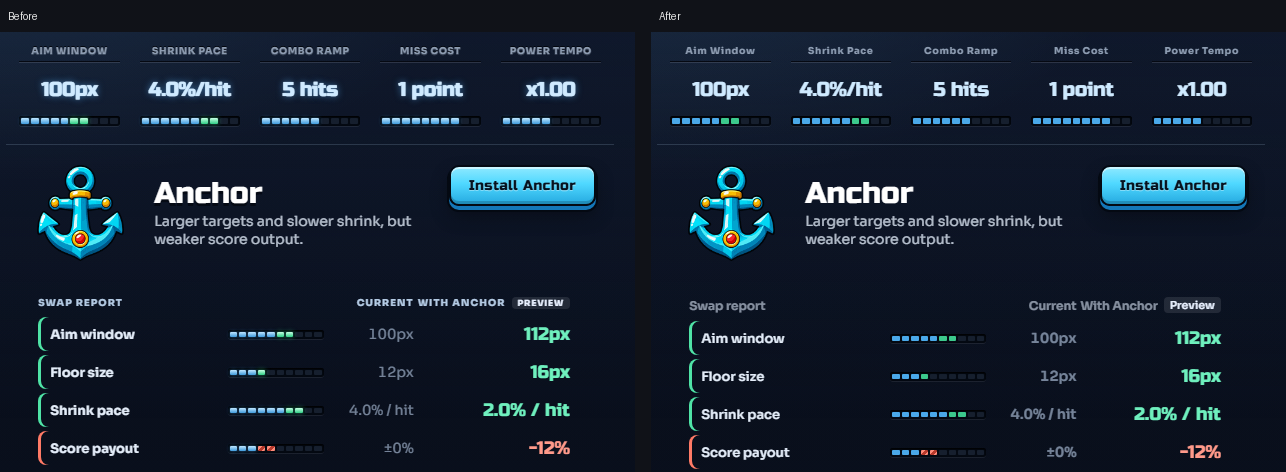 Before
AIM WINDOW SHRINK PACE COMBO RAMP MISS COST POWER TEMPO
100px 4.0%/hit 5 hits 1 point x1.00
Anchor
Install Anchor
Larger targets and slower shrink, but
weaker score output.
SWAP REPORT CURRENT WITH ANCHOR PREVIEW
Aim window 100px 112px
Floor size 12px 16px
Shrink pace 4.0% / hit 2.0% / hit
Score payout ±0% -12%
After
Aim Window Shrink Pace Combo Ramp Miss Cost Power Tempo
100px 4.0%/hit 5 hits 1 point x1.00
Anchor
Install Anchor
Larger targets and slower shrink, but
weaker score output.
Swap report Current With Anchor Preview
Aim window 100px 112px
Floor size 12px 16px
Shrink pace 4.0% / hit 2.0% / hit
Score payout ±0% -12%